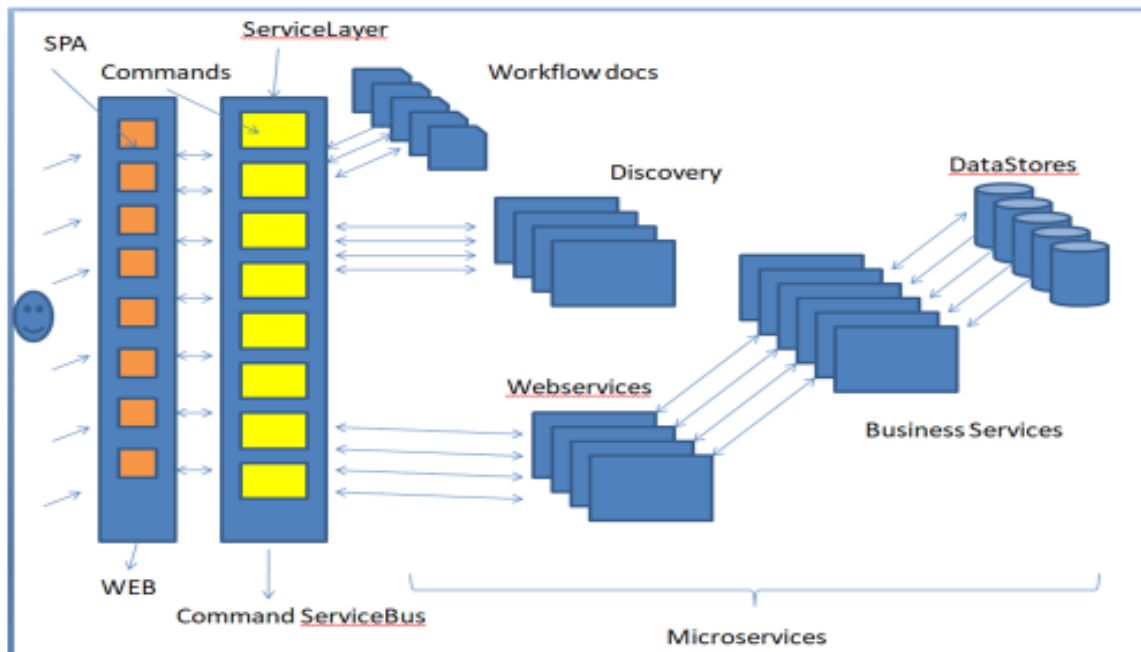 ServiceLayer
SPA
Commands
Workflow docs
Discovery
DataStores
Webservices
Business Services
WEB
Command ServiceBus
Microservices